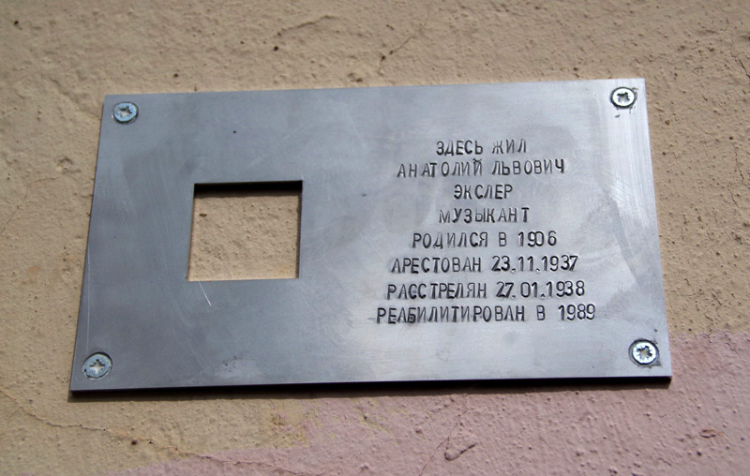 ЗДЕСЬ ЖИЛ
АНАТОЛИЙ ЛЬВОВИЧ
ЭКСЛЕР
МУЗЫКАНТ
РОДИЛСЯ В 1906
АРЕСТОВАН 23.11.1937
РАССТРЕЛЯН 27.01.1938
РЕАБИЛИТИРОВАН В 1989